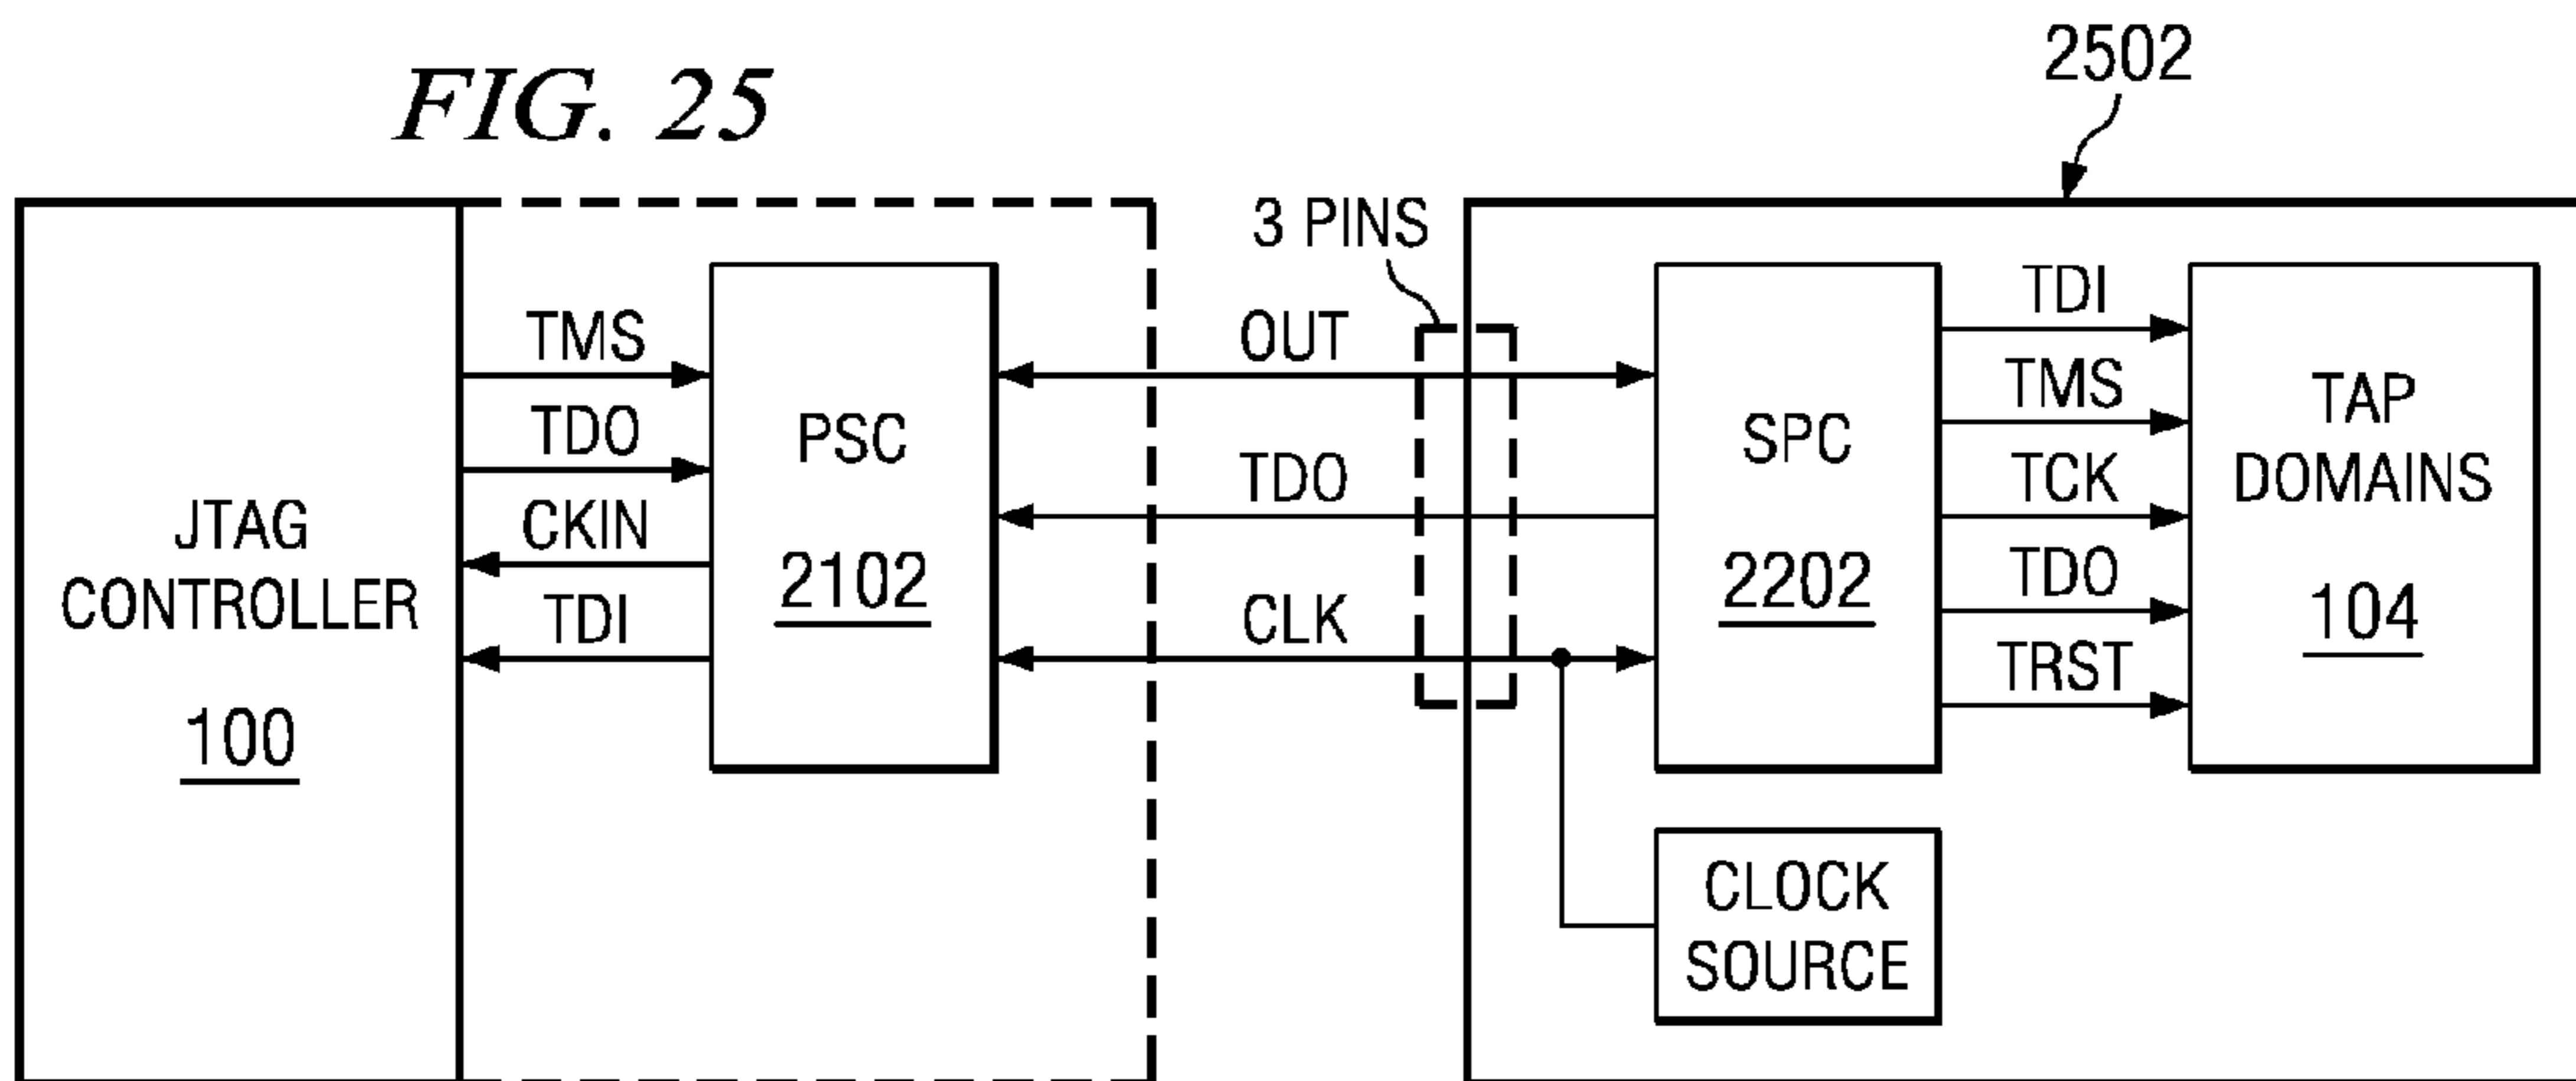 FIG. 25
2502
3 PINS
JTAG
CONTROLLER
100
TMS
TDO
CKIN
TDI
PSC
2102
OUT
TDO
CLK
SPC
2202
TDI
TMS
TCK
TDO
TRST
TAP
DOMAINS
104
CLOCK
SOURCE